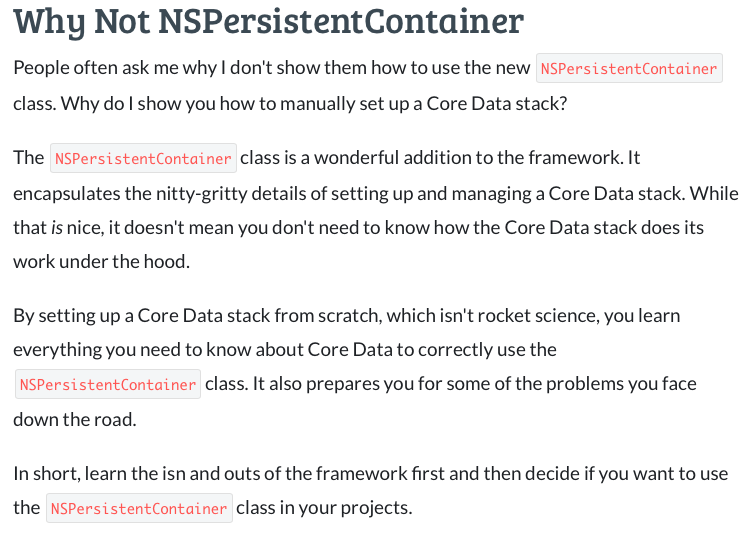 Why Not NSPersistentContainer
People often ask me why I don't show them how to use the new NSPersistentContainer
class. Why do I show you how to manually set up a Core Data stack?
The NSPersistentContainer class is a wonderful addition to the framework. It
encapsulates the nitty-gritty details of setting up and managing a Core Data stack. While
that is nice, it doesn't mean you don't need to know how the Core Data stack does its
work under the hood.
By setting up a Core Data stack from scratch, which isn't rocket science, you learn
everything you need to know about Core Data to correctly use the
NSPersistentContainer class. It also prepares you for some of the problems you face
down the road.
In short, learn the isn and outs of the framework first and then decide if you want to use
the NSPersistentContainer class in your projects.